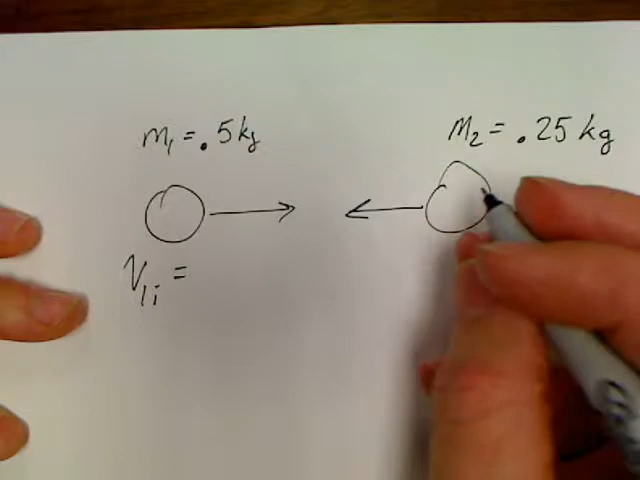 m₁ = .5 kg
m₂ = .25 kg
V₁ᵢ =